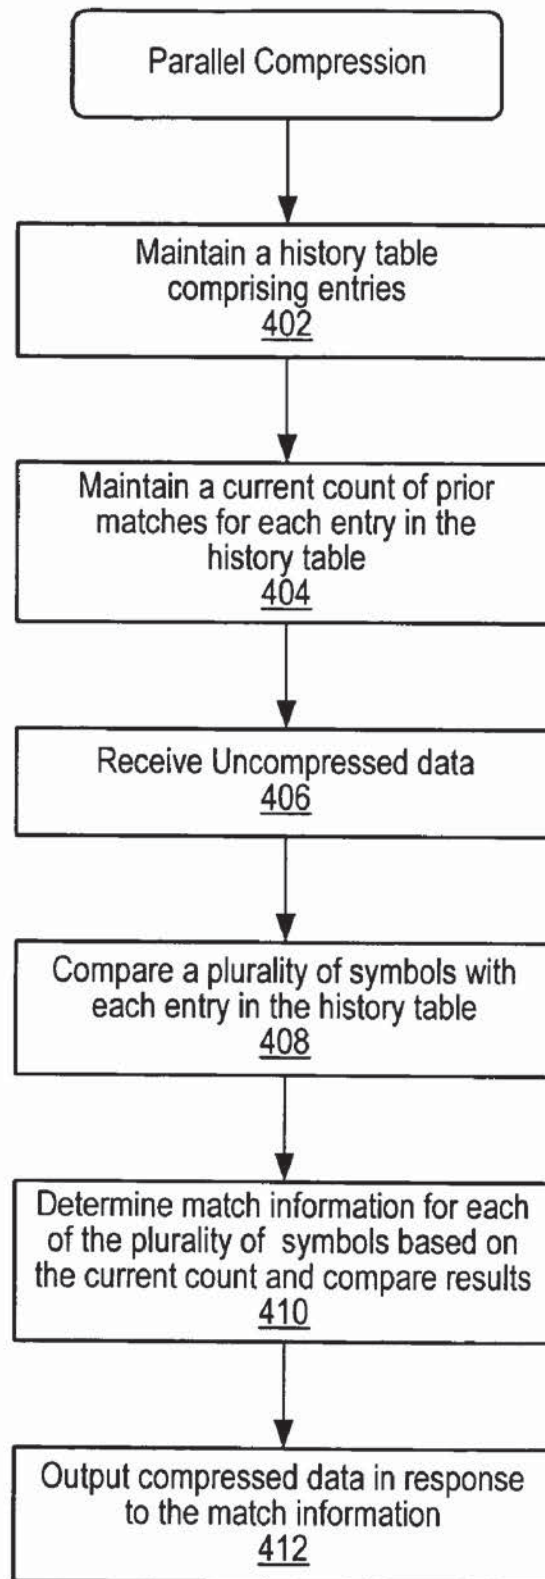 Parallel Compression
Maintain a history table
comprising entries
402
Maintain a current count of prior
matches for each entry in the
history table
404
Receive Uncompressed data
406
Compare a plurality of symbols with
each entry in the history table
408
Determine match information for each
of the plurality of symbols based on
the current count and compare results
410
Output compressed data in response
to the match information
412